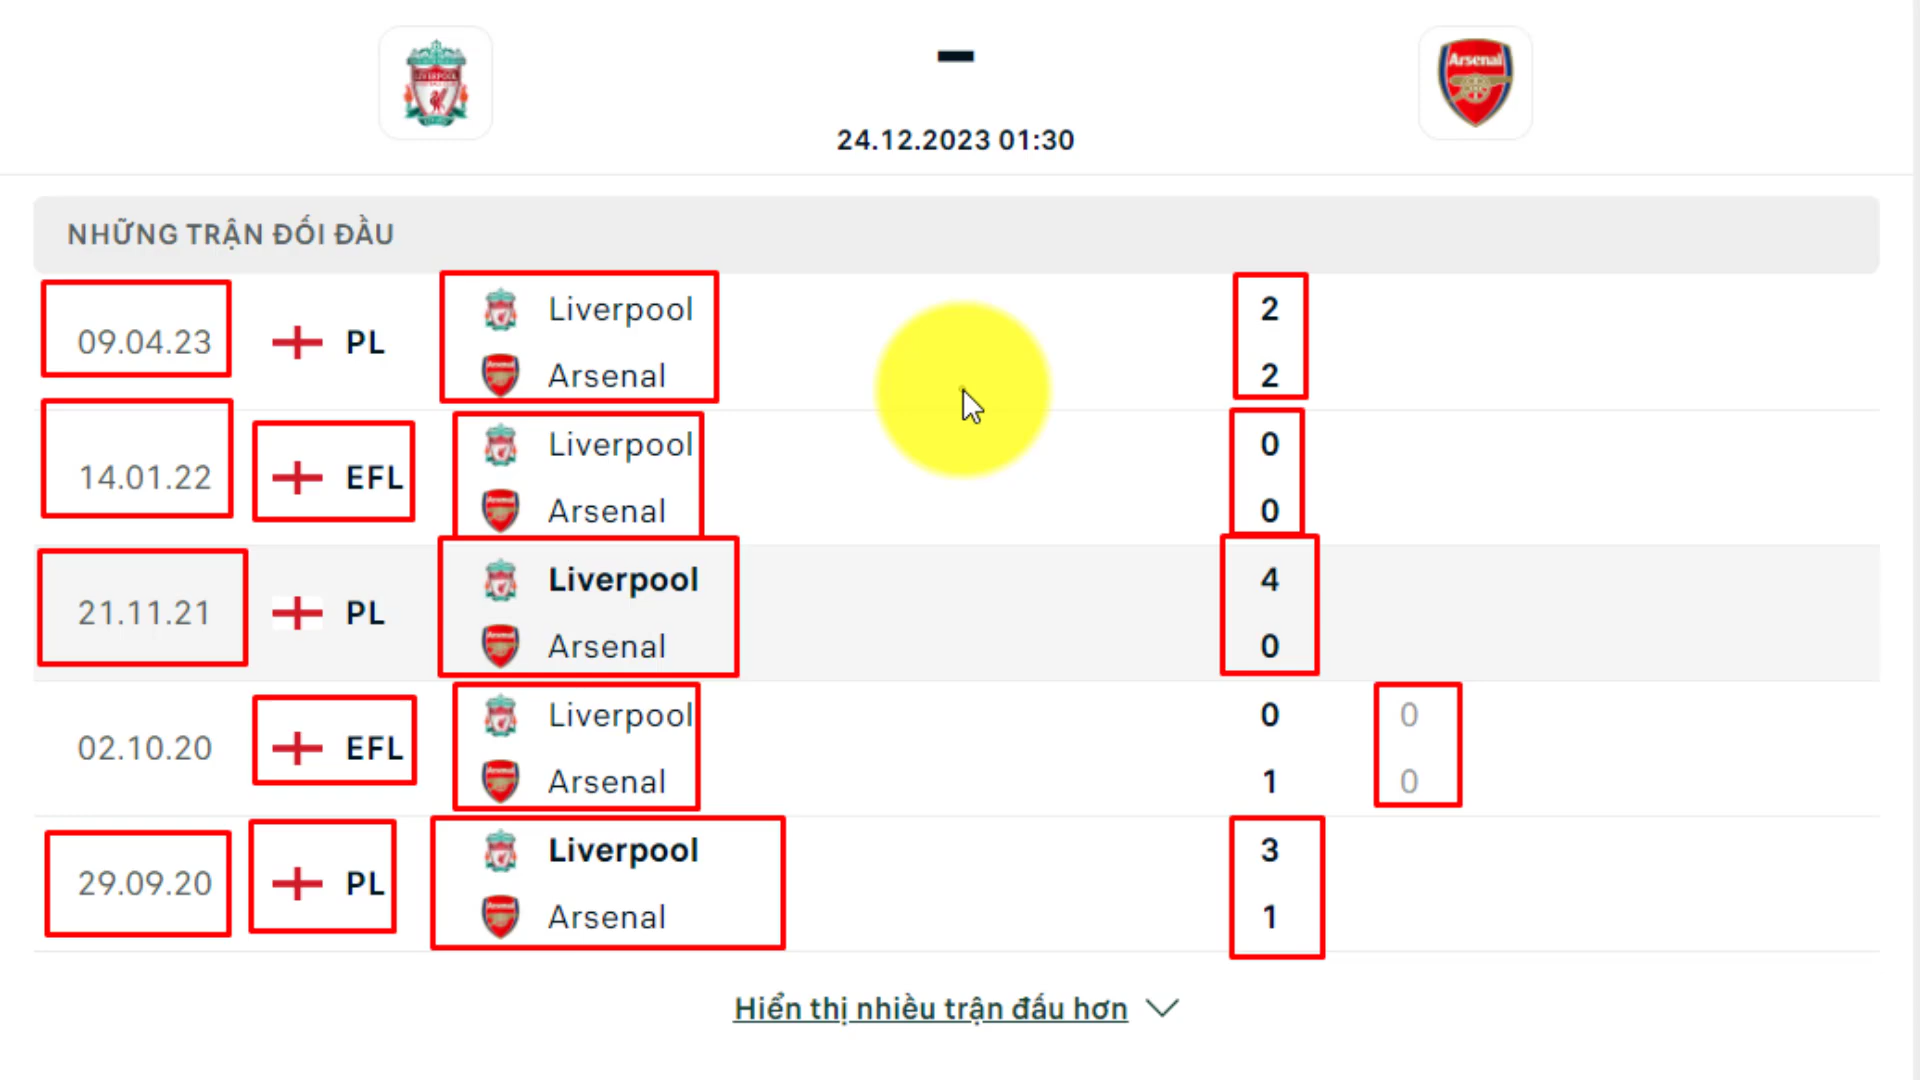 24.12.2023 01:30
NHỮNG TRẬN ĐỐI ĐẦU
09.04.23 PL Liverpool 2
Arsenal 2
14.01.22 EFL Liverpool 0
Arsenal 0
21.11.21 PL Liverpool 4
Arsenal 0
02.10.20 EFL Liverpool 0 0
Arsenal 1 0
29.09.20 PL Liverpool 3
Arsenal 1
Hiển thị nhiều trận đấu hơn